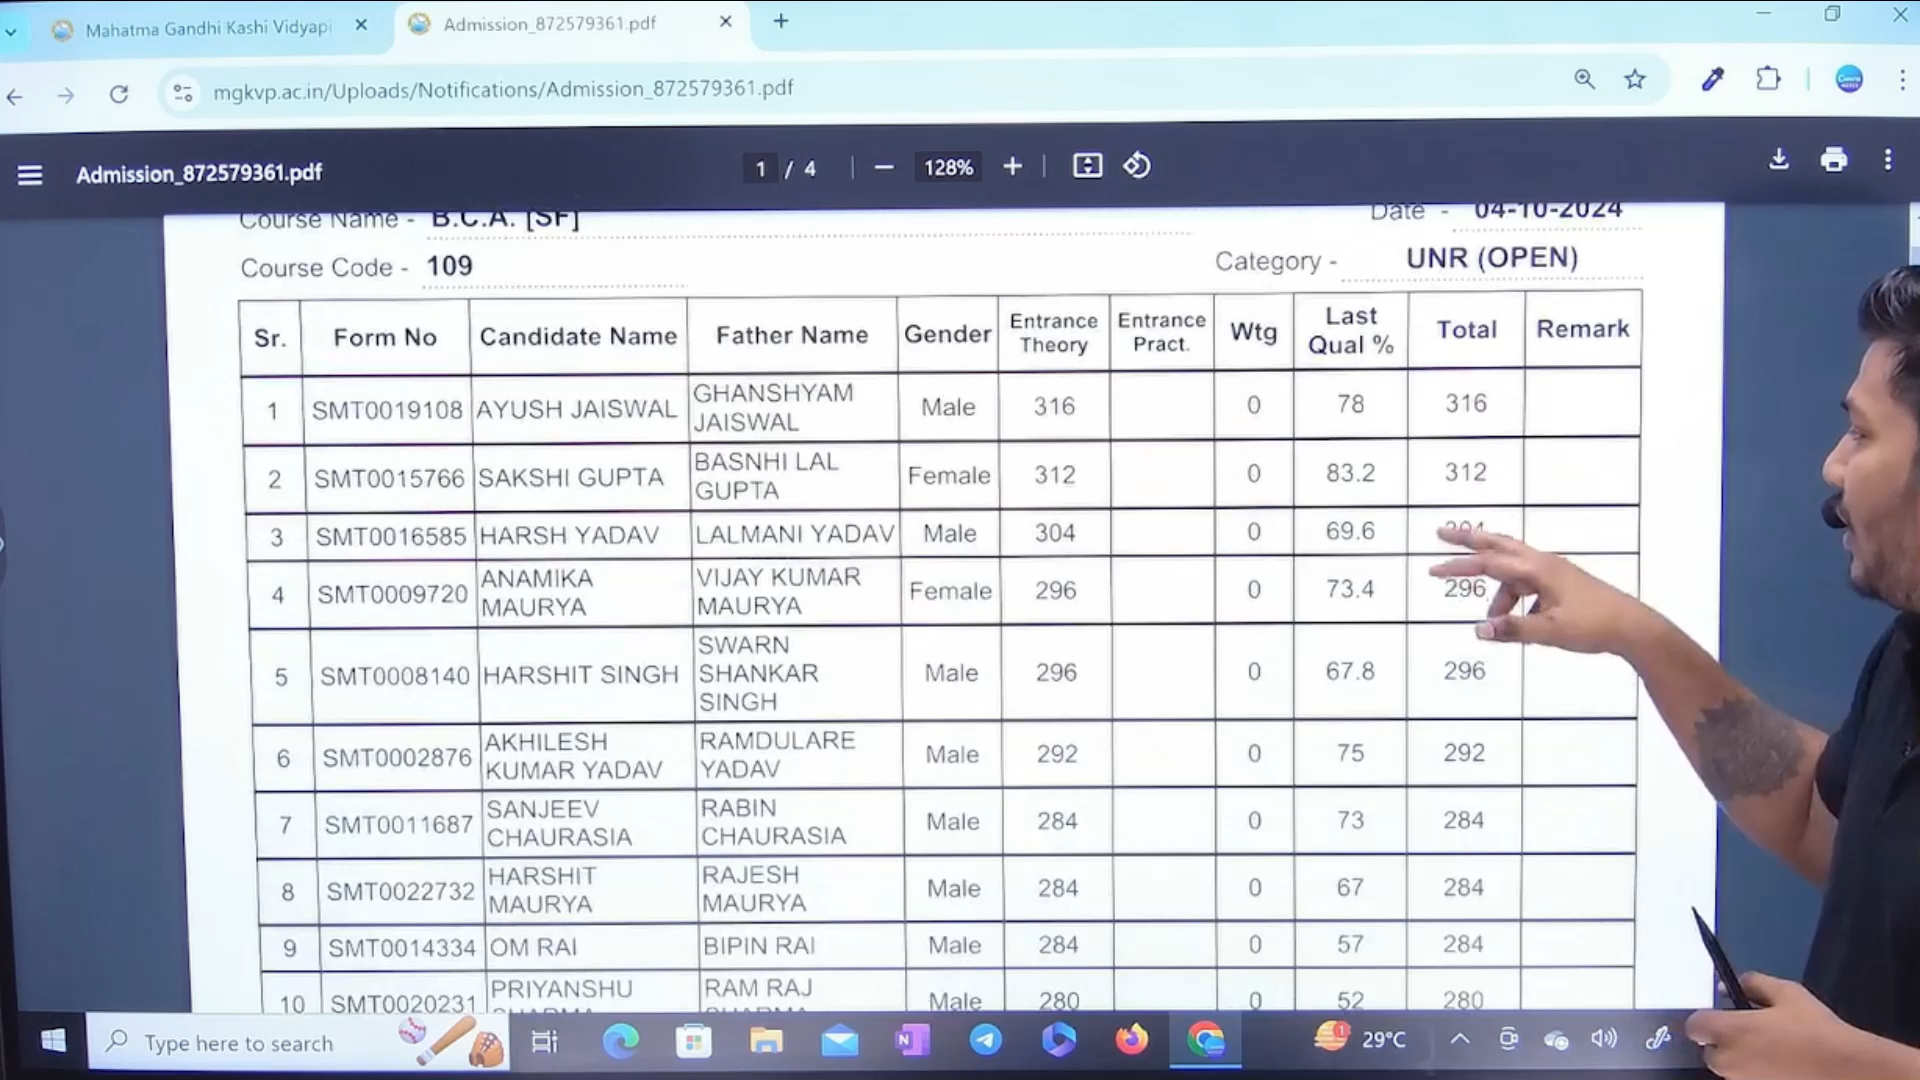 Mahatma Gandhi Kashi Vidyapi
Admission_872579361.pdf
mgkvp.ac.in/Uploads/Notifications/Admission_872579361.pdf
Admission_872579361.pdf
1 / 4
128%
Course Name - B.C.A. [SF]
Date - 04-10-2024
Course Code - 109
Category - UNR (OPEN)
Sr. Form No Candidate Name Father Name Gender Entrance Theory Entrance Pract. Wtg Last Qual % Total Remark
1 SMT0019108 AYUSH JAISWAL GHANSHYAM JAISWAL Male 316 0 78 316
2 SMT0015766 SAKSHI GUPTA BASNHI LAL GUPTA Female 312 0 83.2 312
3 SMT0016585 HARSH YADAV LALMANI YADAV Male 304 0 69.6
4 SMT0009720 ANAMIKA MAURYA VIJAY KUMAR MAURYA Female 296 0 73.4 296
5 SMT0008140 HARSHIT SINGH SWARN SHANKAR SINGH Male 296 0 67.8 296
6 SMT0002876 AKHILESH KUMAR YADAV RAMDULARE YADAV Male 292 0 75 292
7 SMT0011687 SANJEEV CHAURASIA RABIN CHAURASIA Male 284 0 73 284
8 SMT0022732 HARSHIT MAURYA RAJESH MAURYA Male 284 0 67 284
9 SMT0014334 OM RAI BIPIN RAI Male 284 0 57 284
10 SMT0020231 PRIYANSHU RAM RAJ Male 280 0 52 280
Type here to search
29°C